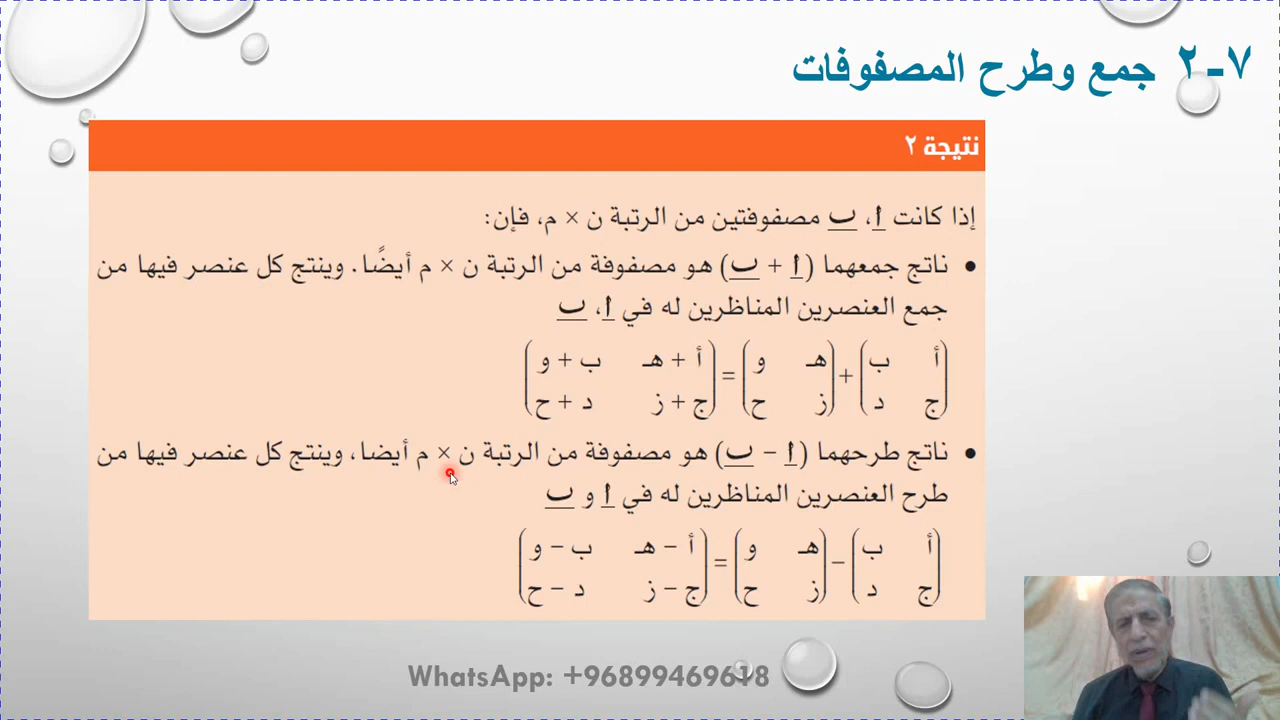 ٧-٢ جمع وطرح المصفوفات
نتيجة ٢
إذا كانت ا، ب مصفوفتين من الرتبة ن × م، فإن:
• ناتج جمعهما (ا + ب) هو مصفوفة من الرتبة ن × م أيضًا. وينتج كل عنصر فيها من
جمع العنصرين المناظرين له في ا، ب
(أ ب) + (هـ و) = (أ + هـ ب + و)
(ج د) (ز ح) (ج + ز د + ح)
• ناتج طرحهما (ا − ب) هو مصفوفة من الرتبة ن × م أيضا، وينتج كل عنصر فيها من
طرح العنصرين المناظرين له في ا و ب
(أ ب) − (هـ و) = (أ − هـ ب − و)
(ج د) (ز ح) (ج − ز د − ح)
WhatsApp: +96899469618